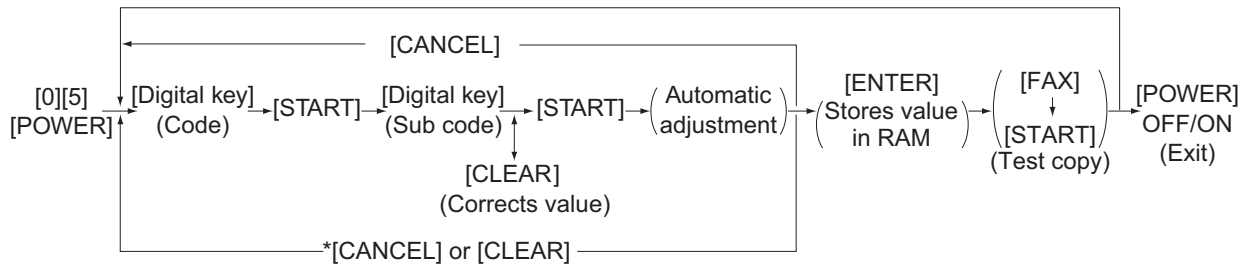 [CANCEL]
[0][5]
[POWER]
[Digital key]
(Code)
[START]
[Digital key]
(Sub code)
[CLEAR]
(Corrects value)
[START]
(Automatic
adjustment)
[ENTER]
(Stores value
in RAM)
([FAX]
[START])
(Test copy)
[POWER]
OFF/ON
(Exit)
*[CANCEL] or [CLEAR]